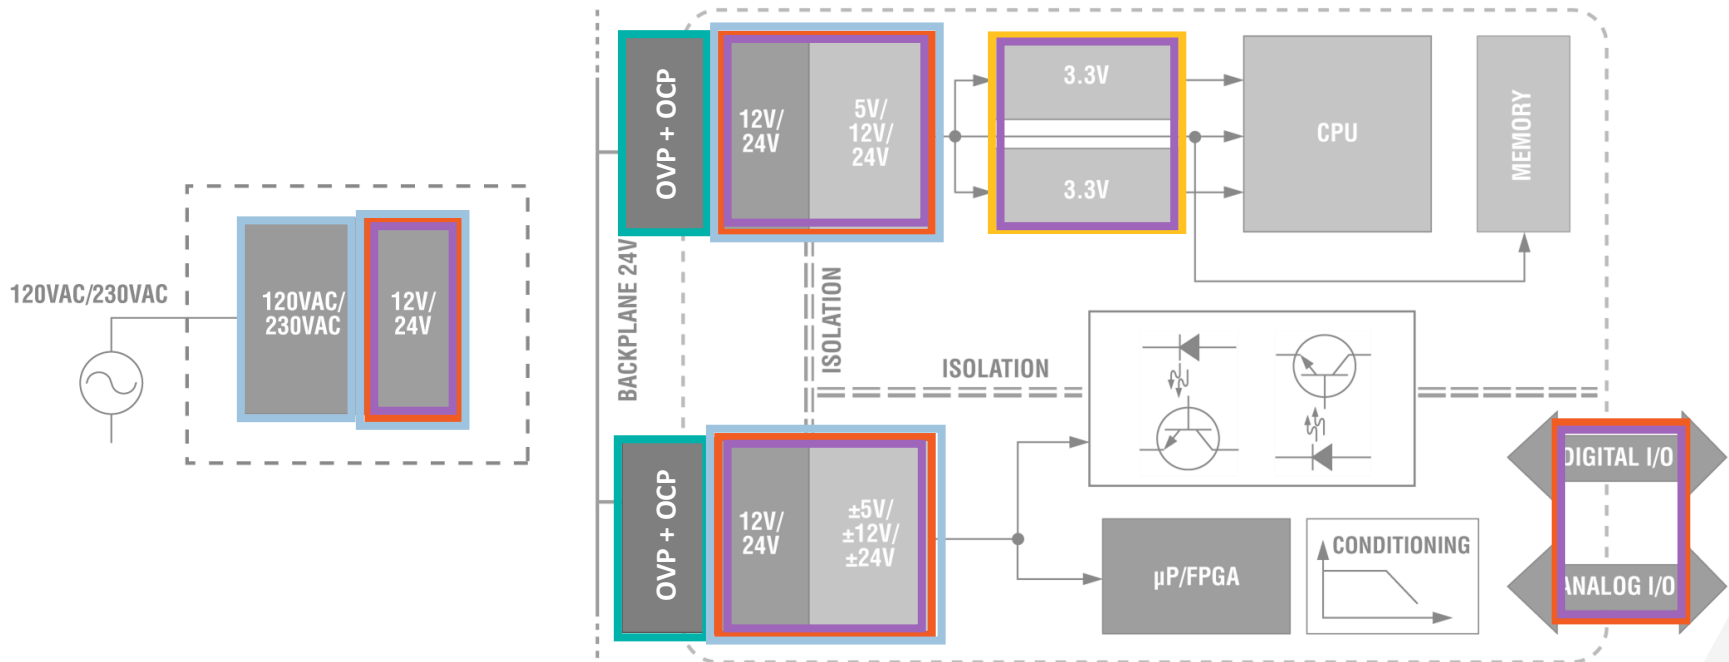 120VAC/230VAC
120VAC/
230VAC
12V/
24V
BACKPLANE 24V
OVP + OCP
12V/
24V
5V/
12V/
24V
3.3V
3.3V
CPU
MEMORY
ISOLATION
ISOLATION
OVP + OCP
12V/
24V
±5V/
±12V/
±24V
µP/FPGA
CONDITIONING
DIGITAL I/O
ANALOG I/O